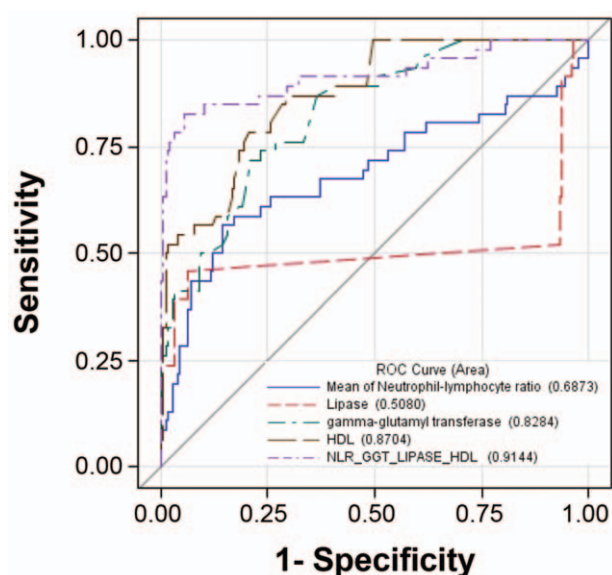 1.00
0.75
0.50
0.25
0.00
Sensitivity
ROC Curve (Area)
Mean of Neutrophil-lymphocyte ratio (0.6873)
Lipase (0.5080)
gamma-glutamyl transferase (0.8284)
HDL (0.8704)
NLR_GGT_LIPASE_HDL (0.9144)
0.00 0.25 0.50 0.75 1.00
1- Specificity